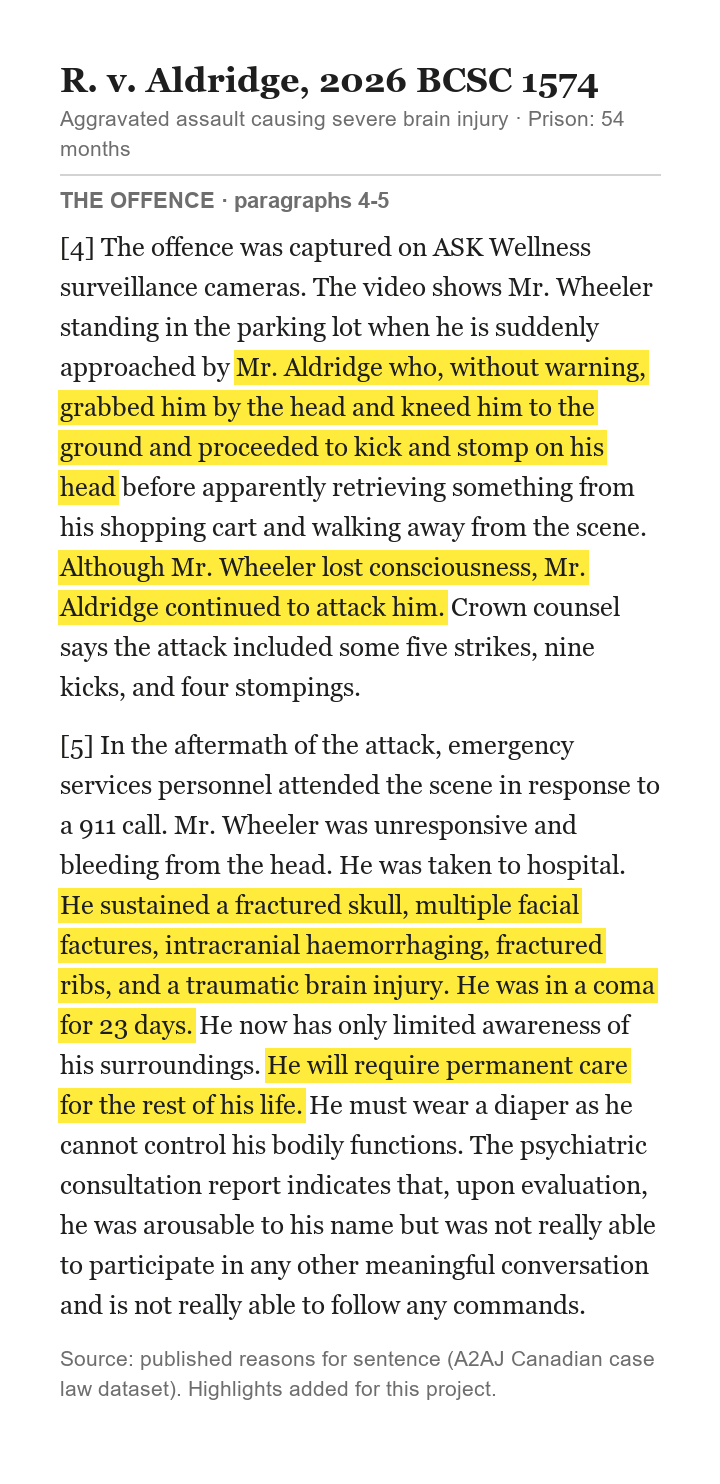 R. v. Aldridge, 2026 BCSC 1574
Aggravated assault causing severe brain injury · Prison: 54
months
THE OFFENCE · paragraphs 4-5
[4] The offence was captured on ASK Wellness
surveillance cameras. The video shows Mr. Wheeler
standing in the parking lot when he is suddenly
approached by Mr. Aldridge who, without warning,
grabbed him by the head and kneed him to the
ground and proceeded to kick and stomp on his
head before apparently retrieving something from
his shopping cart and walking away from the scene.
Although Mr. Wheeler lost consciousness, Mr.
Aldridge continued to attack him. Crown counsel
says the attack included some five strikes, nine
kicks, and four stompings.
[5] In the aftermath of the attack, emergency
services personnel attended the scene in response to
a 911 call. Mr. Wheeler was unresponsive and
bleeding from the head. He was taken to hospital.
He sustained a fractured skull, multiple facial
factures, intracranial haemorrhaging, fractured
ribs, and a traumatic brain injury. He was in a coma
for 23 days. He now has only limited awareness of
his surroundings. He will require permanent care
for the rest of his life. He must wear a diaper as he
cannot control his bodily functions. The psychiatric
consultation report indicates that, upon evaluation,
he was arousable to his name but was not really able
to participate in any other meaningful conversation
and is not really able to follow any commands.
Source: published reasons for sentence (A2AJ Canadian case
law dataset). Highlights added for this project.